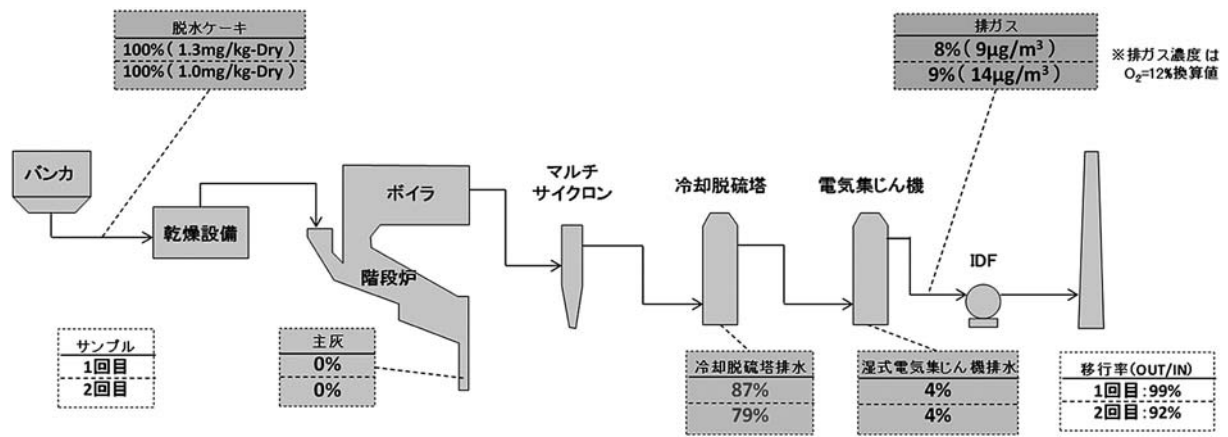 脱水ケーキ
100%(1.3mg/kg-Dry)
100%(1.0mg/kg-Dry)
排ガス
8%(9μg/m³)
9%(14μg/m³)
※排ガス濃度は
O₂=12%換算値
バンカ
乾燥設備
ボイラ
階段炉
マルチ
サイクロン
冷却脱硫塔
電気集じん機
IDF
サンプル
1回目
2回目
主灰
0%
0%
冷却脱硫塔排水
87%
79%
湿式電気集じん機排水
4%
4%
移行率(OUT/IN)
1回目:99%
2回目:92%